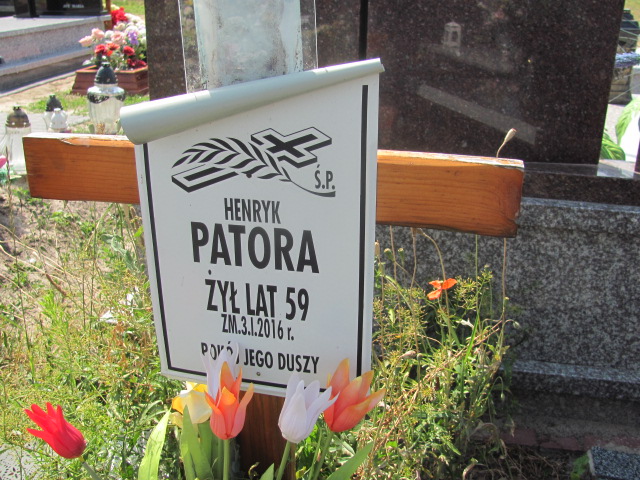 Ś.P.
HENRYK
PATORA
ŻYŁ LAT 59
ZM.3.I.2016 r.
POKÓJ JEGO DUSZY